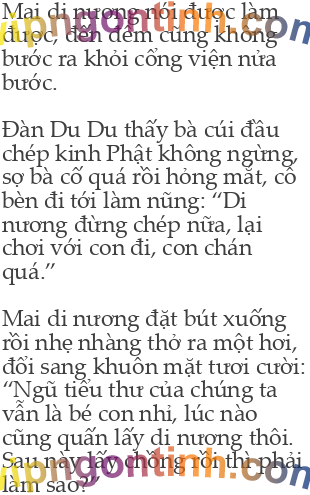 Mai di nương nói được làm
được, đến đêm cũng không
bước ra khỏi cổng viện nửa
bước.

Đàn Du Du thấy bà cúi đầu
chép kinh Phật không ngừng,
sợ bà cố quá rồi hỏng mắt, cô
bèn đi tới làm nũng: “Di
nương đừng chép nữa, lại
chơi với con đi, con chán
quá.”

Mai di nương đặt bút xuống
rồi nhẹ nhàng thở ra một hơi,
đổi sang khuôn mặt tươi cười:
“Ngũ tiểu thư của chúng ta
vẫn là bé con nhỉ, lúc nào
cũng quấn lấy di nương thôi.
Sau này lấy chồng rồi thì phải
làm sao?”
vipngontinh.com
vipngontinh.com